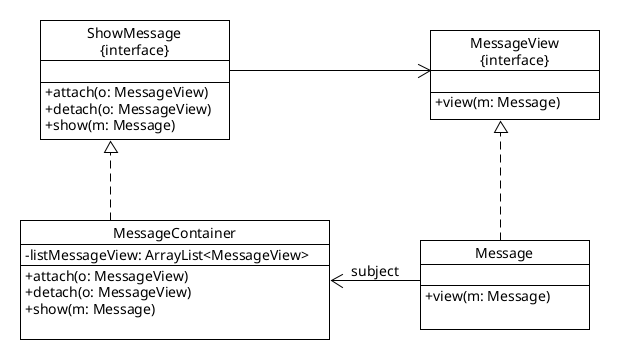 ShowMessage
{interface}
+attach(o: MessageView)
+detach(o: MessageView)
+show(m: Message)
MessageView
{interface}
+view(m: Message)
MessageContainer
-listMessageView: ArrayList<MessageView>
+attach(o: MessageView)
+detach(o: MessageView)
+show(m: Message)
subject
Message
+view(m: Message)